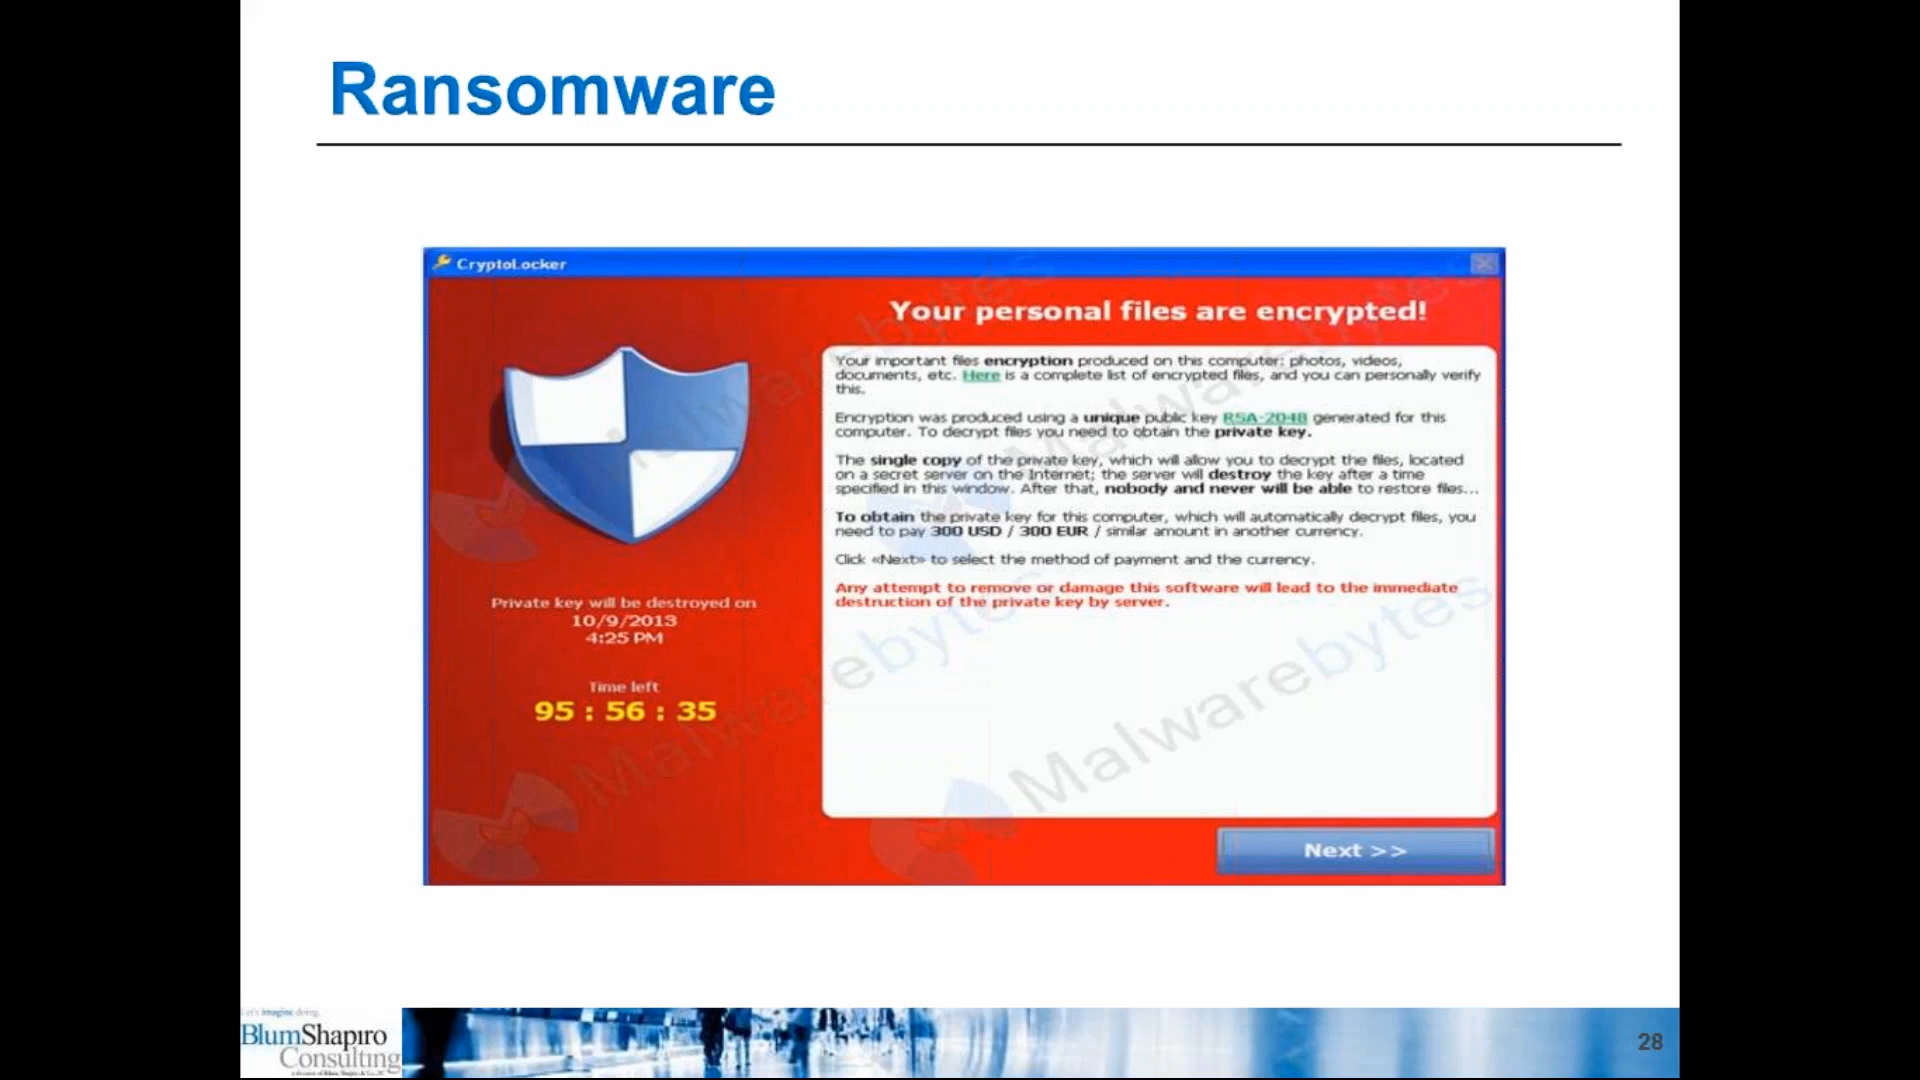 Ransomware
CryptoLocker
Your personal files are encrypted!
Your important files encryption produced on this computer: photos, videos,
documents, etc. Here is a complete list of encrypted files, and you can personally verify
this.
Encryption was produced using a unique public key RSA-2048 generated for this
computer. To decrypt files you need to obtain the private key.
The single copy of the private key, which will allow you to decrypt the files, located
on a secret server on the Internet; the server will destroy the key after a time
specified in this window. After that, nobody and never will be able to restore files...
To obtain the private key for this computer, which will automatically decrypt files, you
need to pay 300 USD / 300 EUR / similar amount in another currency.
Click «Next» to select the method of payment and the currency.
Any attempt to remove or damage this software will lead to the immediate
destruction of the private key by server.
Private key will be destroyed on
10/9/2013
4:25 PM
Time left
95 : 56 : 35
Next >>
Malwarebytes
Malwarebytes
Malwarebytes
Malwarebytes
Let's imagine doing.
BlumShapiro
Consulting
28